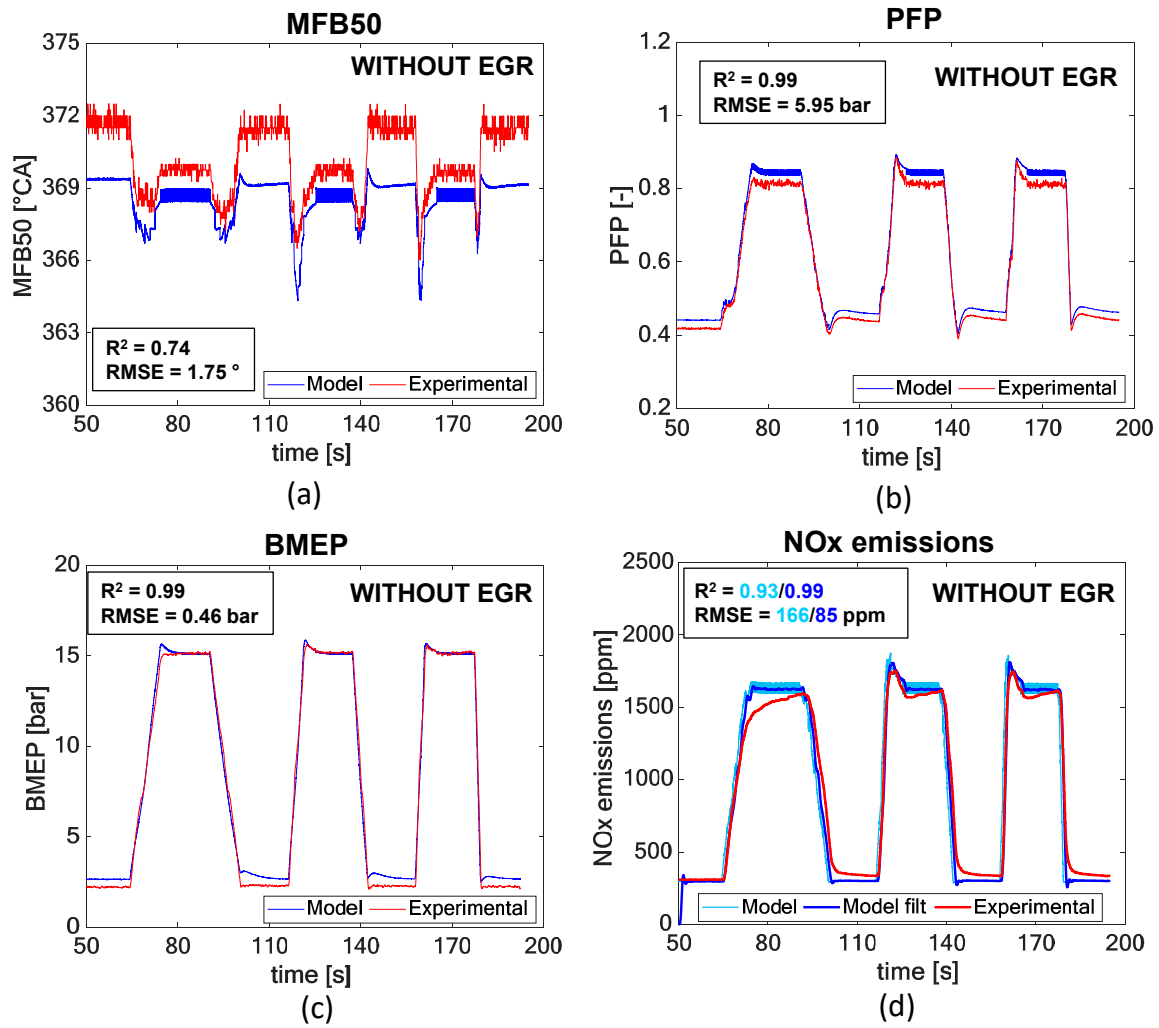 MFB50
375
372
369
366
363
360
MFB50 [°CA]
WITHOUT EGR
R² = 0.74
RMSE = 1.75 °
Model Experimental
50 80 110 140 170 200
time [s]
(a)
PFP
1.2
1
0.8
0.6
0.4
0.2
PFP [-]
R² = 0.99
RMSE = 5.95 bar
WITHOUT EGR
Model Experimental
50 80 110 140 170 200
time [s]
(b)
BMEP
20
15
10
5
0
BMEP [bar]
R² = 0.99
RMSE = 0.46 bar
WITHOUT EGR
Model Experimental
50 80 110 140 170 200
time [s]
(c)
NOx emissions
2500
2000
1500
1000
500
0
NOx emissions [ppm]
R² = 0.93/0.99
RMSE = 166/85 ppm
WITHOUT EGR
Model Model filt Experimental
50 80 110 140 170 200
time [s]
(d)